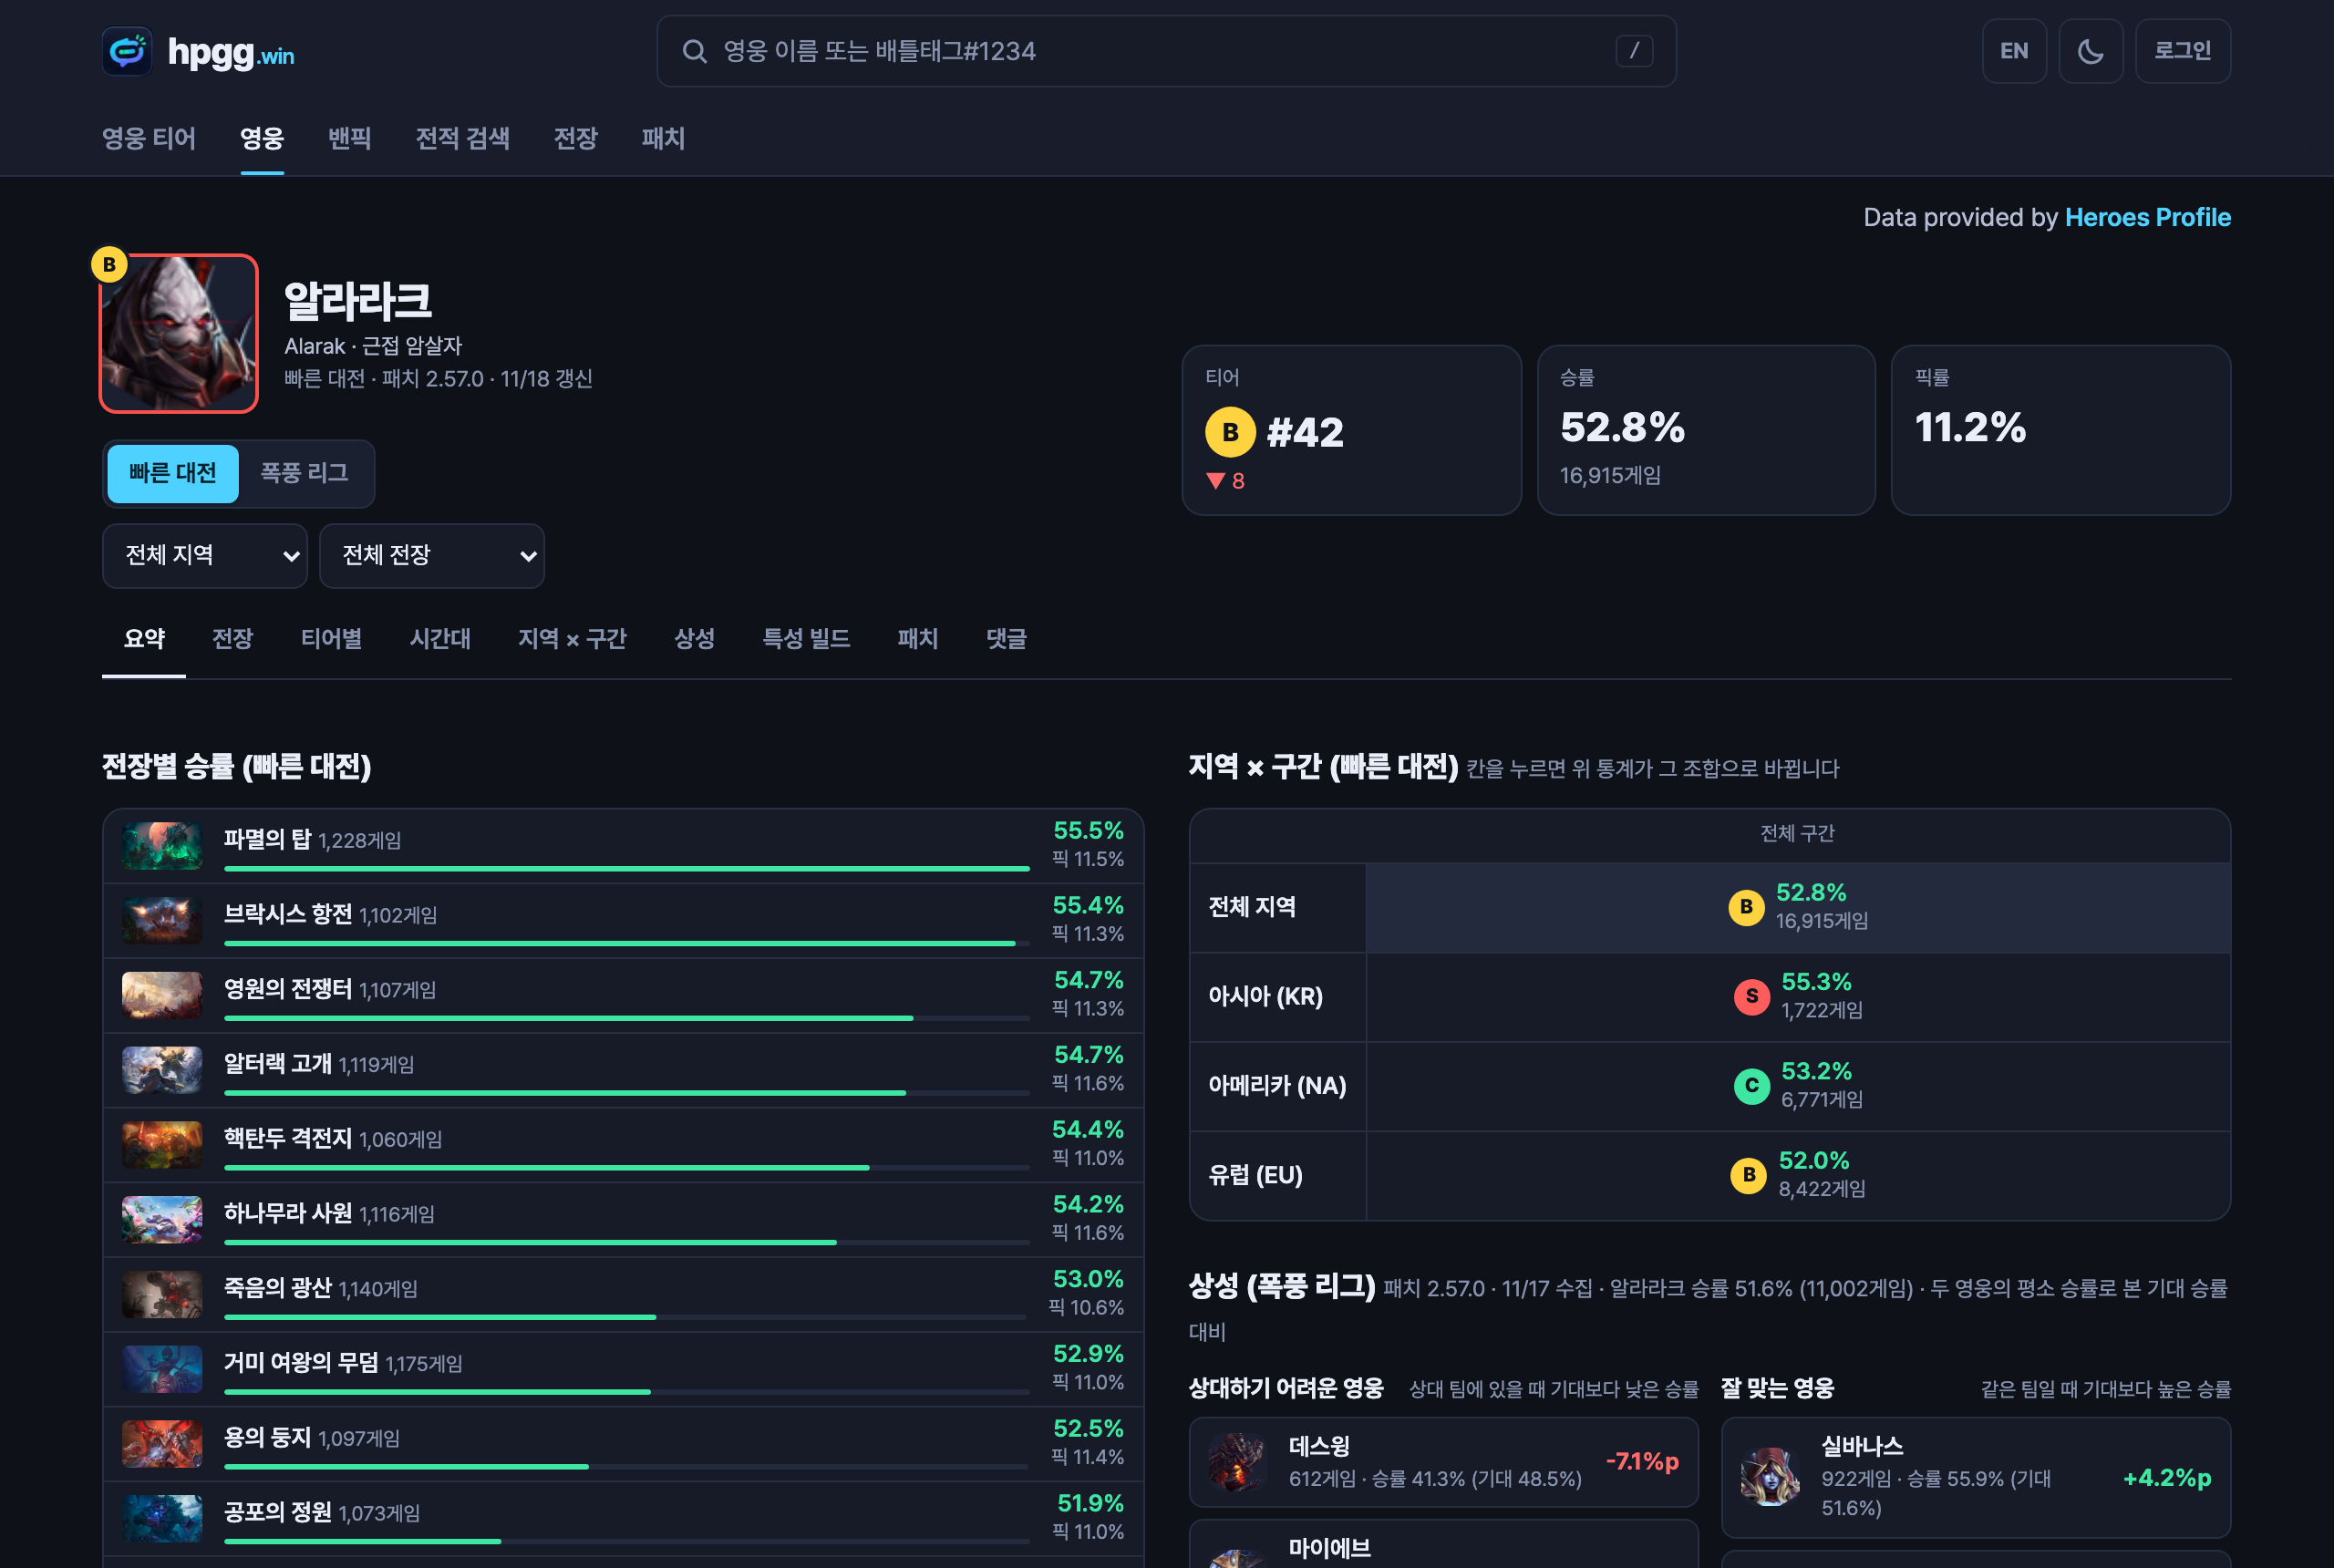 hpgg.win
영웅 이름 또는 배틀태그#1234
/
EN
로그인
영웅 티어
영웅
밴픽
전적 검색
전장
패치
Data provided by Heroes Profile
B
알라라크
Alarak · 근접 암살자
빠른 대전 · 패치 2.57.0 · 11/18 갱신
빠른 대전
폭풍 리그
전체 지역
전체 전장
티어
B #42
▼ 8
승률
52.8%
16,915게임
픽률
11.2%
요약
전장
티어별
시간대
지역 × 구간
상성
특성 빌드
패치
댓글
전장별 승률 (빠른 대전)
파멸의 탑 1,228게임
55.5%
픽 11.5%
브락시스 항전 1,102게임
55.4%
픽 11.3%
영원의 전쟁터 1,107게임
54.7%
픽 11.3%
알터랙 고개 1,119게임
54.7%
픽 11.6%
핵탄두 격전지 1,060게임
54.4%
픽 11.0%
하나무라 사원 1,116게임
54.2%
픽 11.6%
죽음의 광산 1,140게임
53.0%
픽 10.6%
거미 여왕의 무덤 1,175게임
52.9%
픽 11.0%
용의 둥지 1,097게임
52.5%
픽 11.4%
공포의 정원 1,073게임
51.9%
픽 11.0%
지역 × 구간 (빠른 대전) 칸을 누르면 위 통계가 그 조합으로 바뀝니다
전체 구간
전체 지역
B
52.8%
16,915게임
아시아 (KR)
S
55.3%
1,722게임
아메리카 (NA)
C
53.2%
6,771게임
유럽 (EU)
B
52.0%
8,422게임
상성 (폭풍 리그) 패치 2.57.0 · 11/17 수집 · 알라라크 승률 51.6% (11,002게임) · 두 영웅의 평소 승률로 본 기대 승률
대비
상대하기 어려운 영웅 상대 팀에 있을 때 기대보다 낮은 승률
데스윙
612게임 · 승률 41.3% (기대 48.5%)
-7.1%p
마이에브
잘 맞는 영웅 같은 팀일 때 기대보다 높은 승률
실바나스
922게임 · 승률 55.9% (기대
51.6%)
+4.2%p